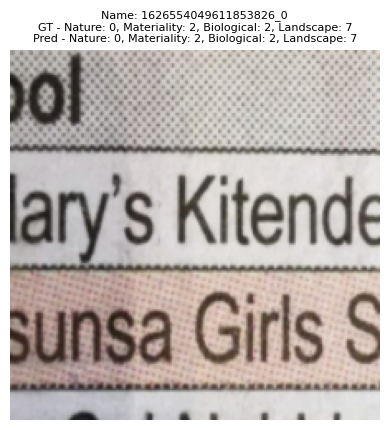 Name: 1626554049611853826_0
GT - Nature: 0, Materiality: 2, Biological: 2, Landscape: 7
Pred - Nature: 0, Materiality: 2, Biological: 2, Landscape: 7
ool
lary's Kitende
sunsa Girls S